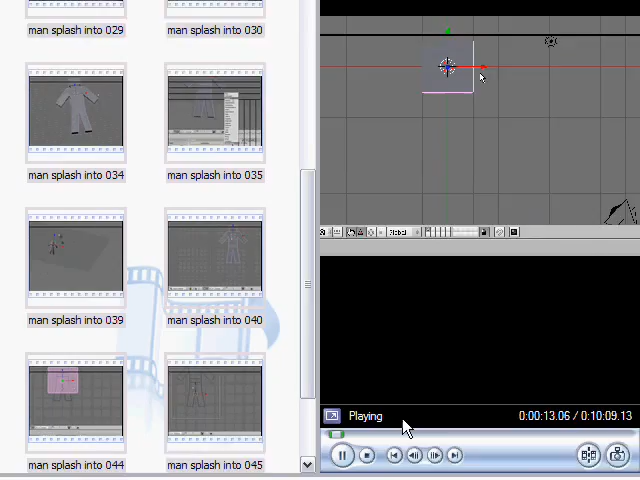 man splash into 029
man splash into 030
man splash into 034
man splash into 035
man splash into 039
man splash into 040
man splash into 044
man splash into 045
Global
Playing
0:00:13.06 / 0:10:09.13